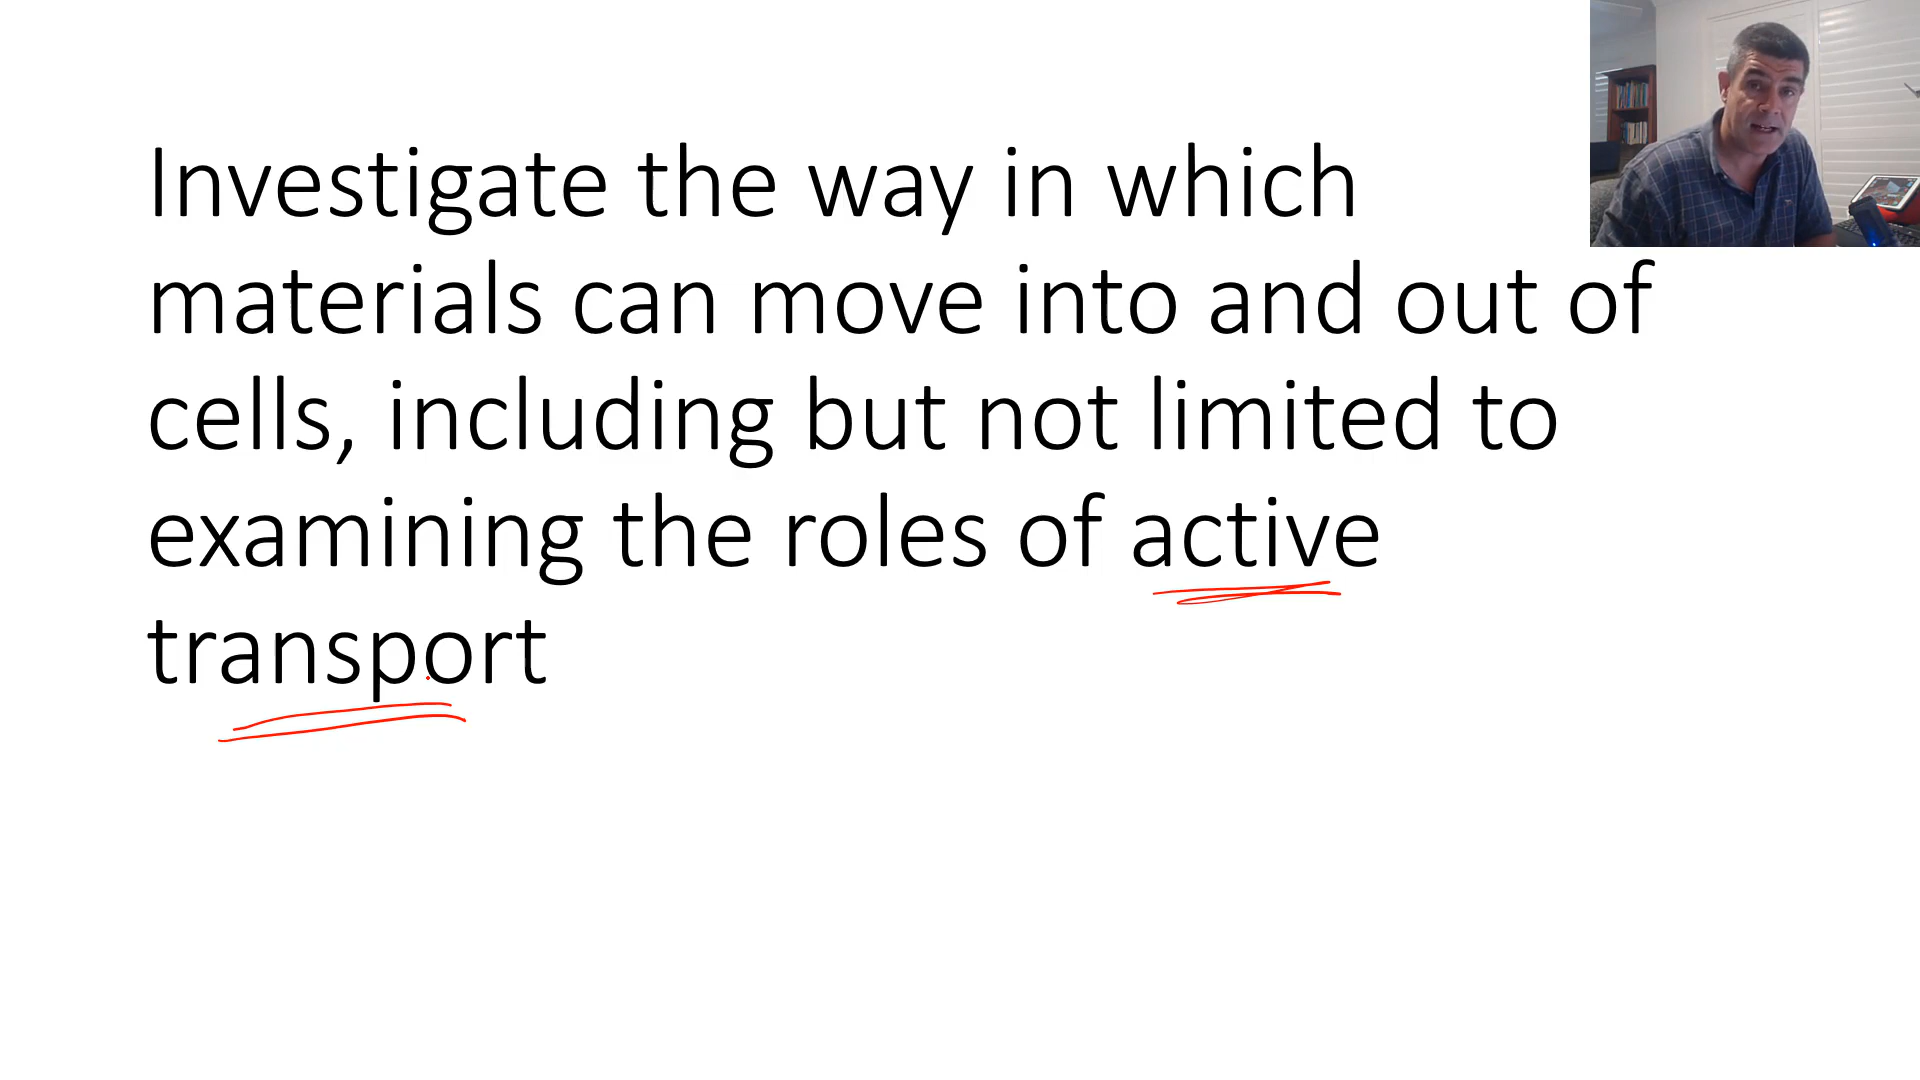 Investigate the way in which
materials can move into and out of
cells, including but not limited to
examining the roles of active
transport